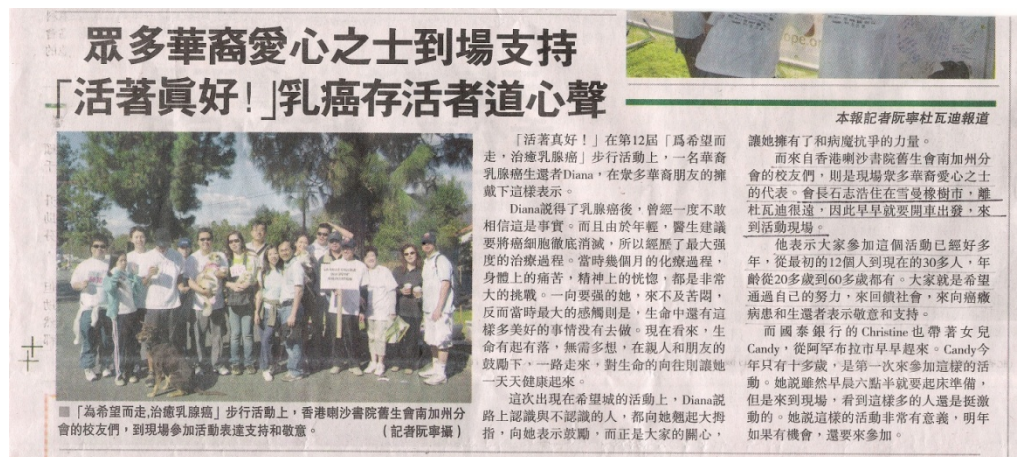 眾多華裔愛心之士到場支持
「活著眞好！」乳癌存活者道心聲
本報記者阮寧杜瓦迪報道
「活著真好！」在第12屆「爲希望而
走，治癒乳腺癌」步行活動上，一名華裔
乳腺癌生還者Diana，在眾多華裔朋友的擁
戴下這樣表示。
Diana說得了乳腺癌後，曾經一度不敢
相信這是事實。而且由於年輕，醫生建議
要將癌細胞徹底消滅，所以經歷了最大强
度的治療過程。當時幾個月的化療過程，
身體上的痛苦，精神上的恍惚，都是非常
大的挑戰。一向要强的她，來不及苦悶，
反而當時最大的感觸則是，生命中還有這
樣多美好的事情没有去做。現在看來，生
命有起有落，無需多想，在親人和朋友的
鼓勵下，一路走來，對生命的向往則讓她
一天天健康起來。
這次出現在希望城的活動上，Diana說
路上認識與不認識的人，都向她翹起大拇
指，向她表示鼓勵，而正是大家的關心，
讓她擁有了和病魔抗爭的力量。
而來自香港喇沙書院舊生會南加州分
會的校友們，則是現場眾多華裔愛心之士
的代表。會長石志浩住在雪曼橡樹市，離
杜瓦迪很遠，因此早早就要開車出發，來
到活動現場。
他表示大家參加這個活動已經好多
年，從最初的12個人到現在的30多人，年
齡從20多歲到60多歲都有。大家就是希望
通過自己的努力，來回饋社會，來向癌癥
病患和生還者表示敬意和支持。
而國泰銀行的Christine也帶著女兒
Candy，從阿罕布拉市早早趕來。Candy今
年只有十多歲，是第一次來參加這樣的活
動。她說雖然早晨六點半就要起床準備，
但是來到現場，看到這樣多的人還是挺激
動的。她說這樣的活動非常有意義，明年
如果有機會，還要來參加。
■「為希望而走,治癒乳腺癌」步行活動上，香港喇沙書院舊生會南加州分
會的校友們，到現場參加活動表達支持和敬意。 （記者阮寧攝）